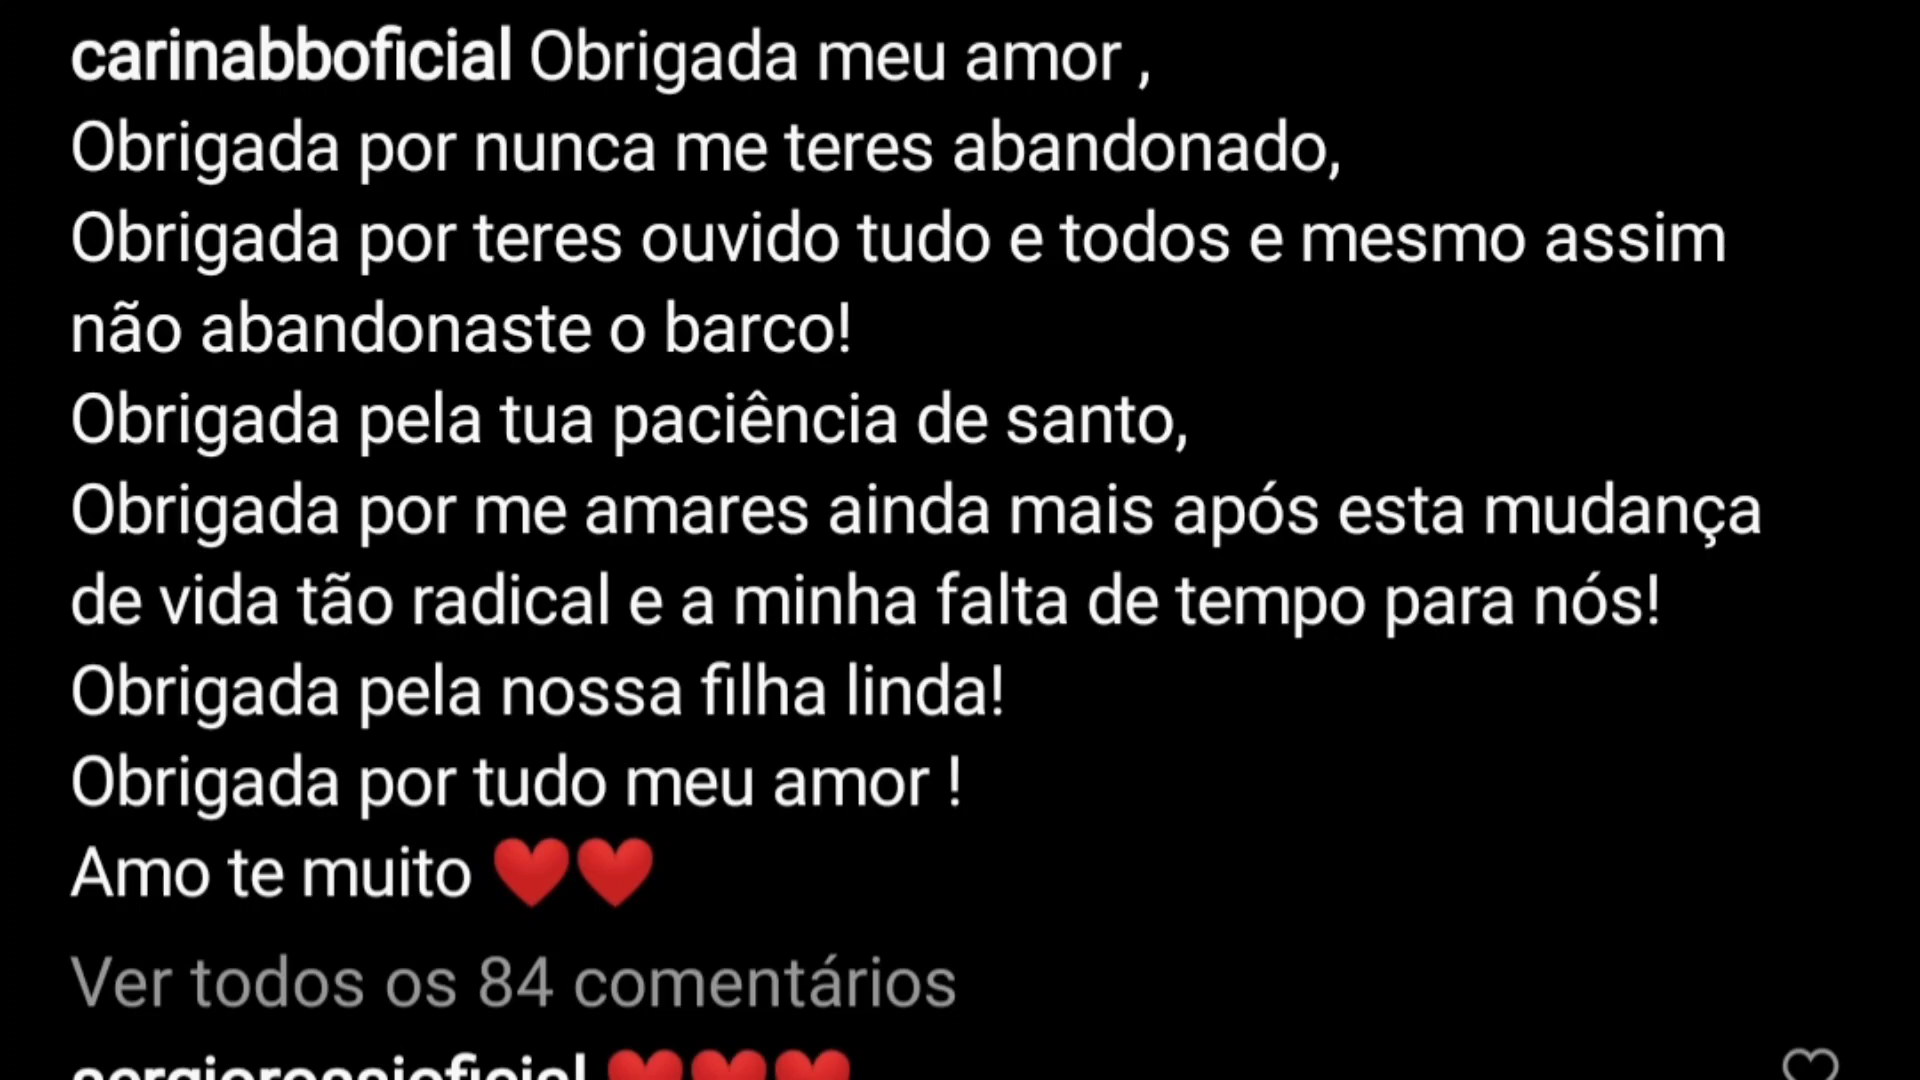 carinabboficial Obrigada meu amor ,
Obrigada por nunca me teres abandonado,
Obrigada por teres ouvido tudo e todos e mesmo assim
não abandonaste o barco!
Obrigada pela tua paciência de santo,
Obrigada por me amares ainda mais após esta mudança
de vida tão radical e a minha falta de tempo para nós!
Obrigada pela nossa filha linda!
Obrigada por tudo meu amor !
Amo te muito ❤️❤️
Ver todos os 84 comentários
sergiorossioficial ❤️❤️❤️